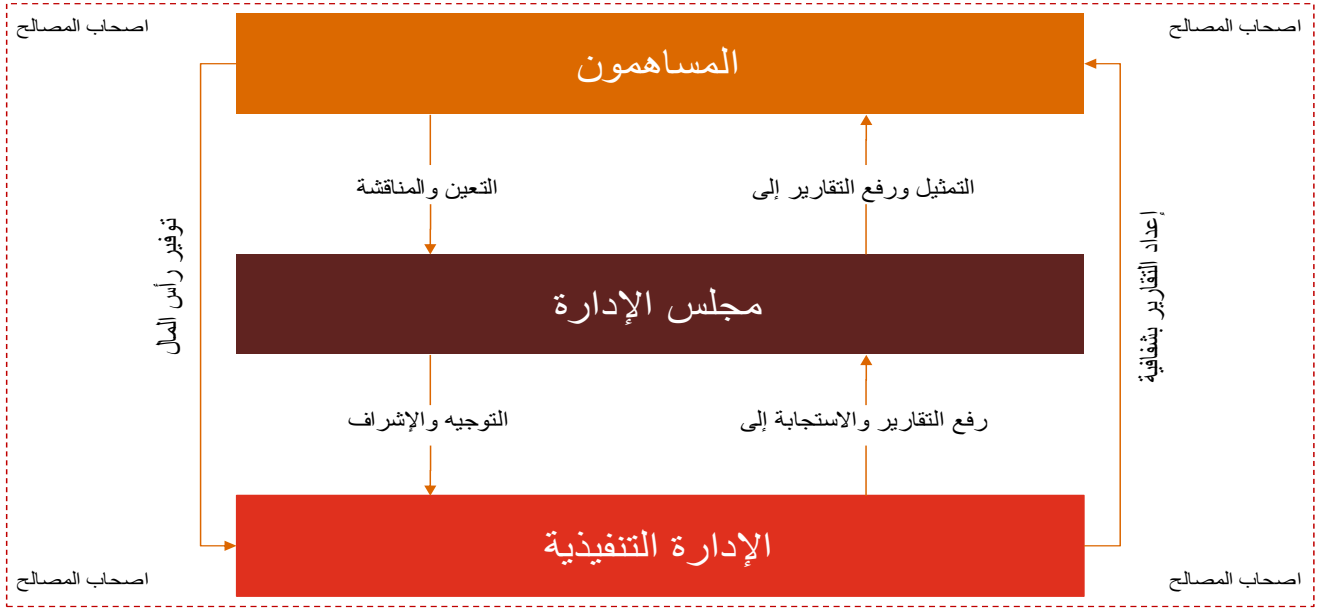 اصحاب المصالح
اصحاب المصالح
المساهمون
التمثيل ورفع التقارير إلى
التعين والمناقشة
إعداد التقارير بشفافية
توفير رأس المال
مجلس الإدارة
رفع التقارير والاستجابة إلى
التوجيه والإشراف
الإدارة التنفيذية
اصحاب المصالح
اصحاب المصالح